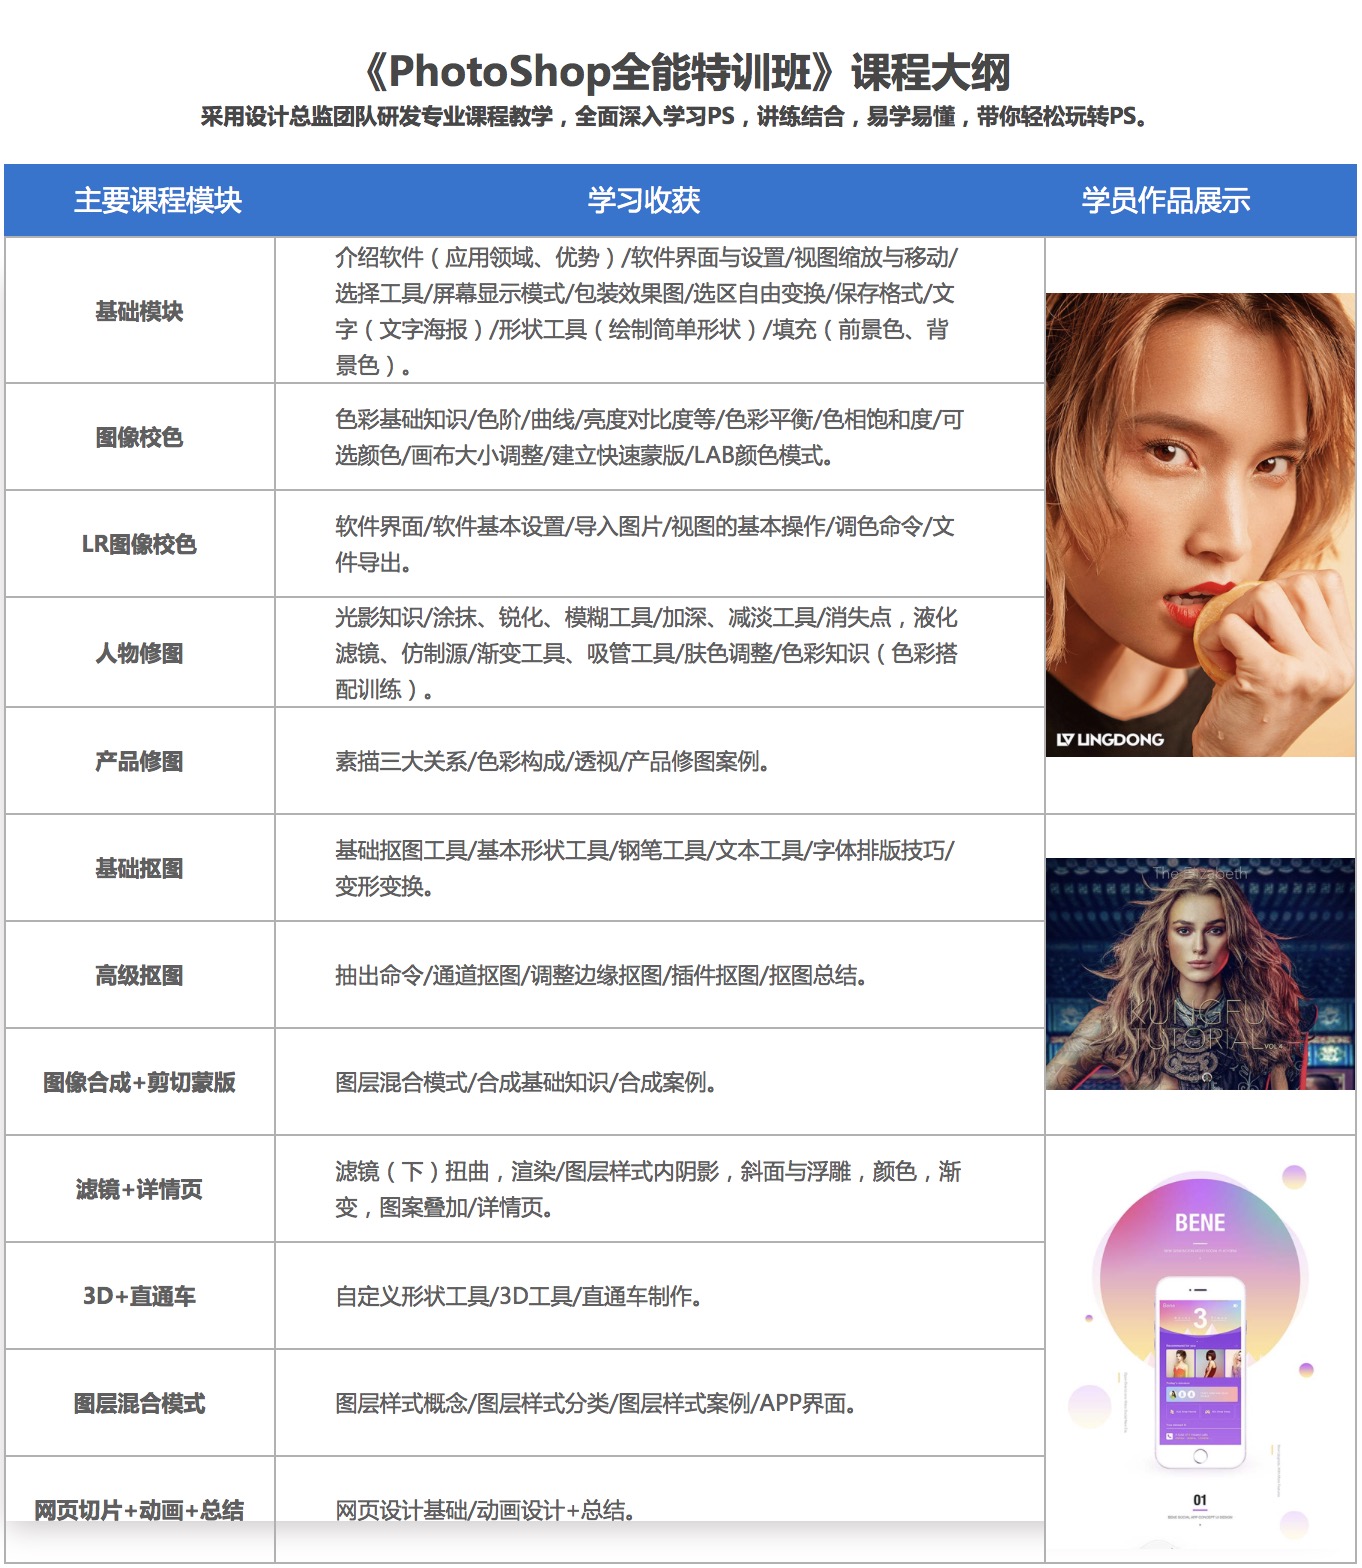 《PhotoShop全能特训班》课程大纲
采用设计总监团队研发专业课程教学，全面深入学习PS，讲练结合，易学易懂，带你轻松玩转PS。
主要课程模块
学习收获
学员作品展示
基础模块
介绍软件（应用领域、优势）/软件界面与设置/视图缩放与移动/
选择工具/屏幕显示模式/包装效果图/选区自由变换/保存格式/文
字（文字海报）/形状工具（绘制简单形状）/填充（前景色、背
景色）。
图像校色
色彩基础知识/色阶/曲线/亮度对比度等/色彩平衡/色相饱和度/可
选颜色/画布大小调整/建立快速蒙版/LAB颜色模式。
LR图像校色
软件界面/软件基本设置/导入图片/视图的基本操作/调色命令/文
件导出。
人物修图
光影知识/涂抹、锐化、模糊工具/加深、减淡工具/消失点，液化
滤镜、仿制源/渐变工具、吸管工具/肤色调整/色彩知识（色彩搭
配训练）。
产品修图
素描三大关系/色彩构成/透视/产品修图案例。
LINGDONG
基础抠图
基础抠图工具/基本形状工具/钢笔工具/文本工具/字体排版技巧/
变形变换。
高级抠图
抽出命令/通道抠图/调整边缘抠图/插件抠图/抠图总结。
图像合成+剪切蒙版
图层混合模式/合成基础知识/合成案例。
The Elizabeth
KUNGFU
TUTORIAL VOL4
滤镜+详情页
滤镜（下）扭曲，渲染/图层样式内阴影，斜面与浮雕，颜色，渐
变，图案叠加/详情页。
3D+直通车
自定义形状工具/3D工具/直通车制作。
图层混合模式
图层样式概念/图层样式分类/图层样式案例/APP界面。
网页切片+动画+总结
网页设计基础/动画设计+总结。
BENE
Bene
3
01